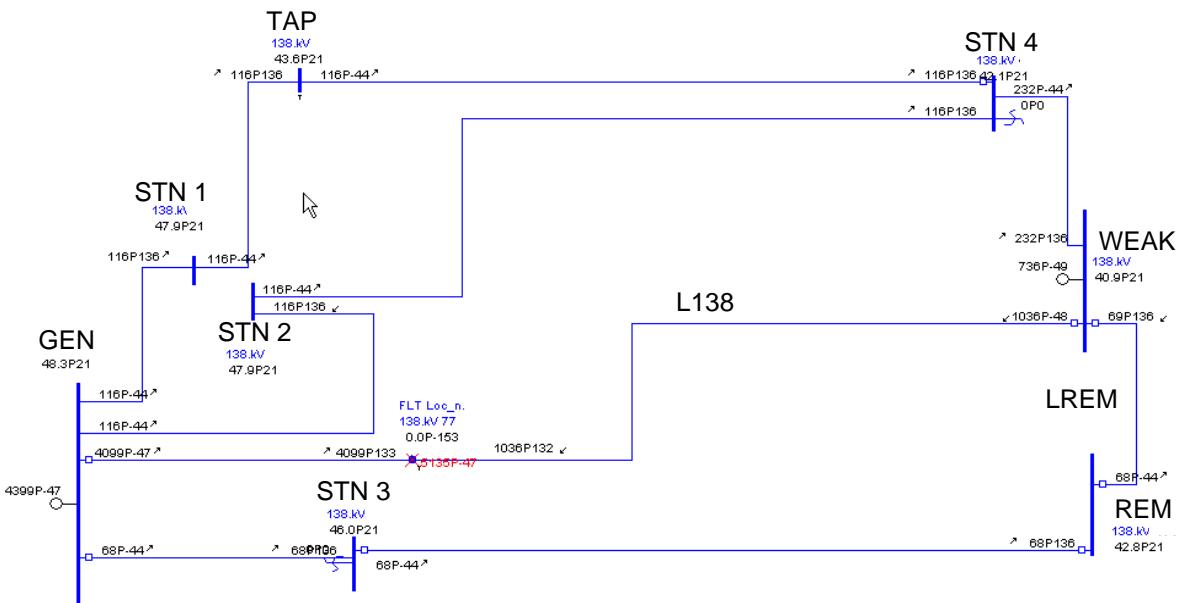 TAP
138.kV
43.6P21
116P136
116P-44
STN 4
138.kV
116P136
42.1P21
232P-44
0P0
116P136
STN 1
138.k\
47.9P21
116P136
116P-44
232P136
WEAK
138.kV
40.9P21
736P-49
116P-44
116P136
STN 2
138.kV
47.9P21
L138
1036P-48
69P136
GEN
48.3P21
116P-44
116P-44
LREM
FLT Loc_n.
138.kV 77
0.0P-153
4099P-47
4099P133
5135P-47
1036P132
4399P-47
STN 3
138.kV
46.0P21
68P-44
68P136
68P-44
68P136
68P-44
REM
138.kV
42.8P21